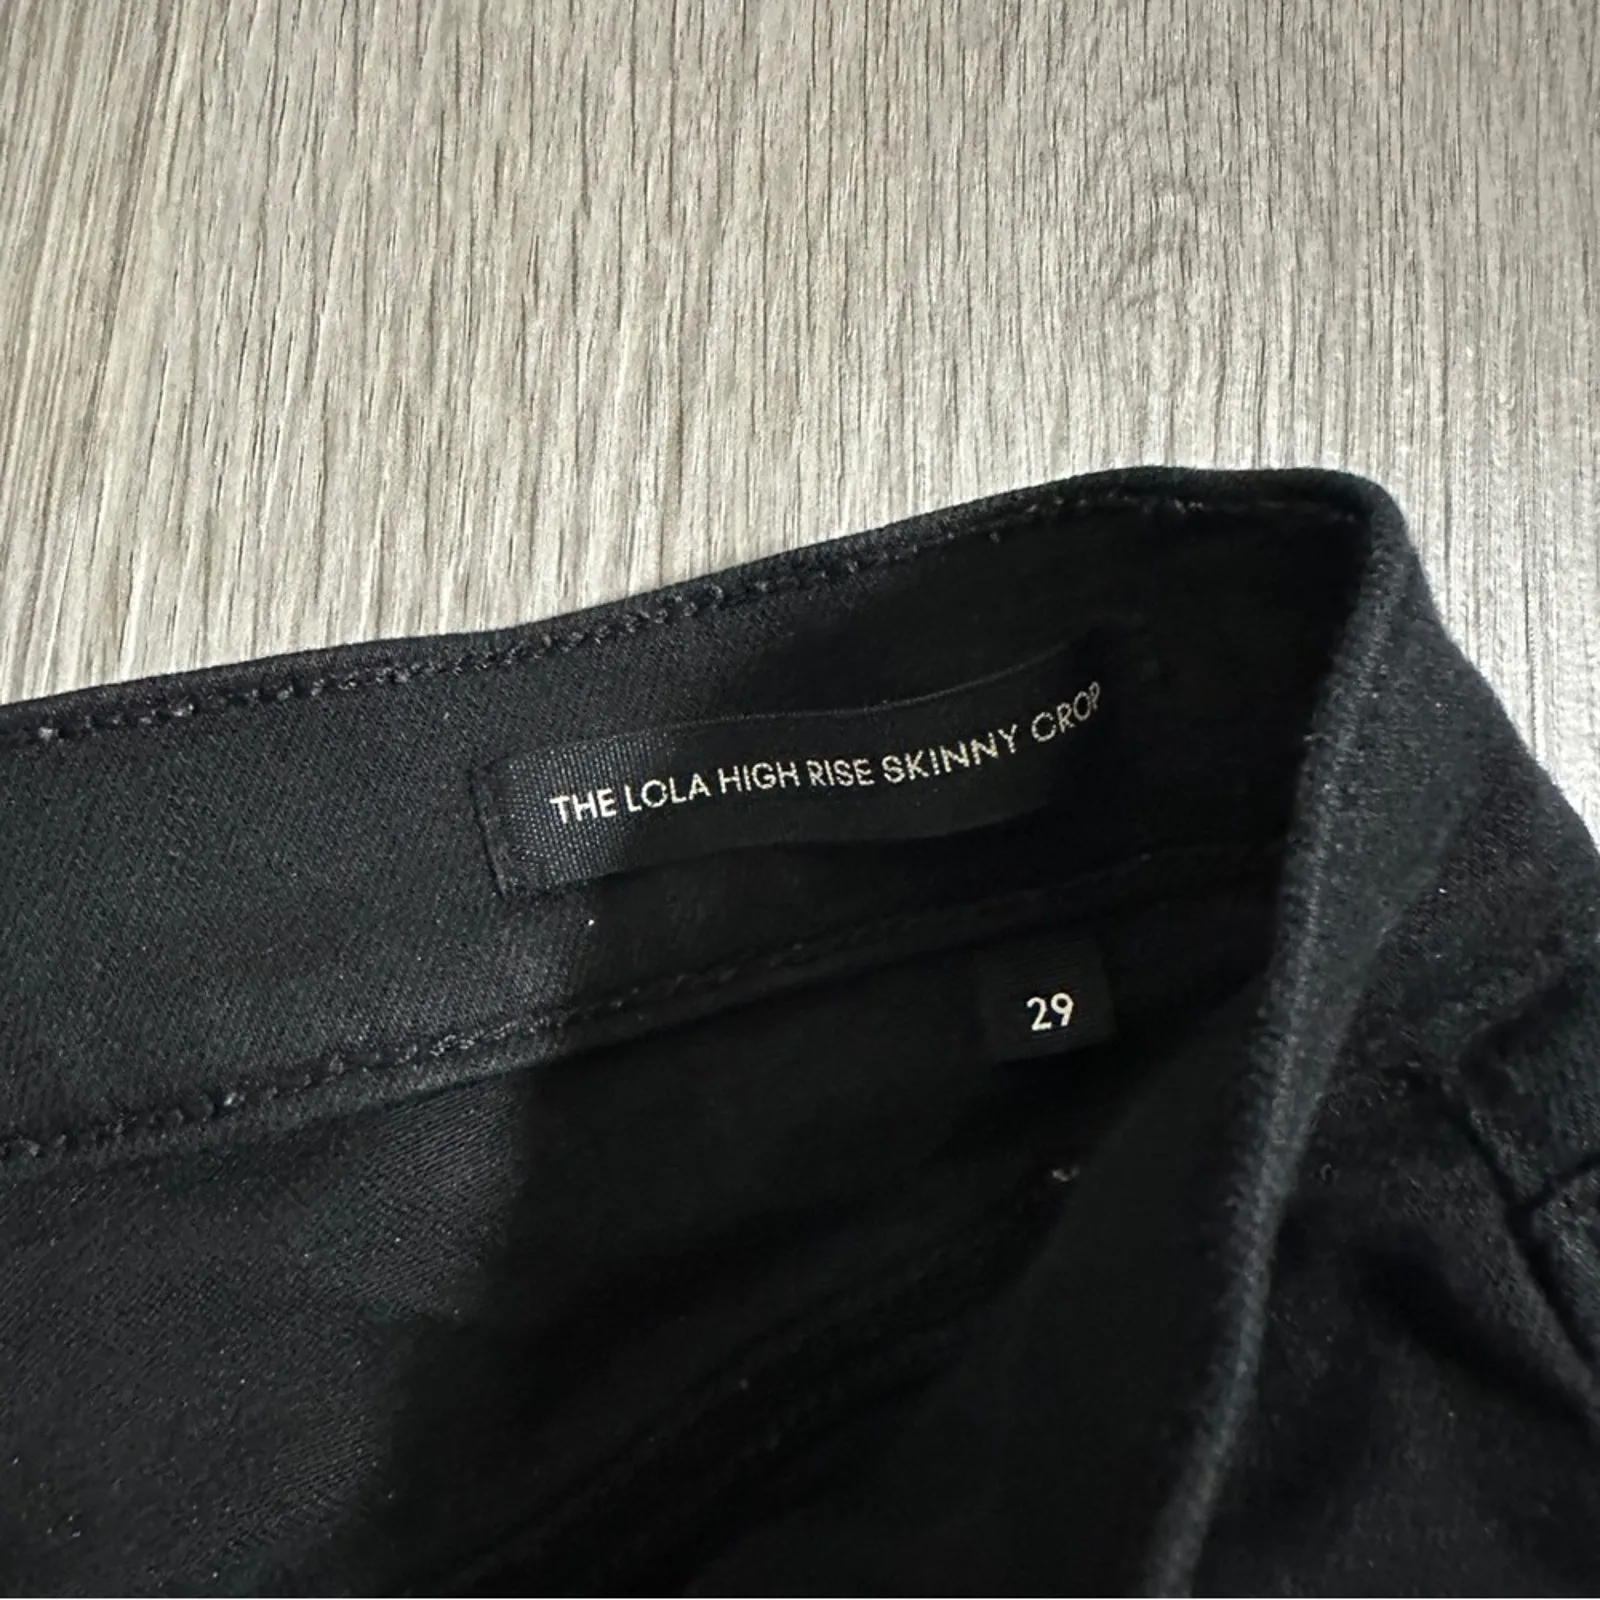 THE LOLA HIGH RISE SKINNY CROP
29